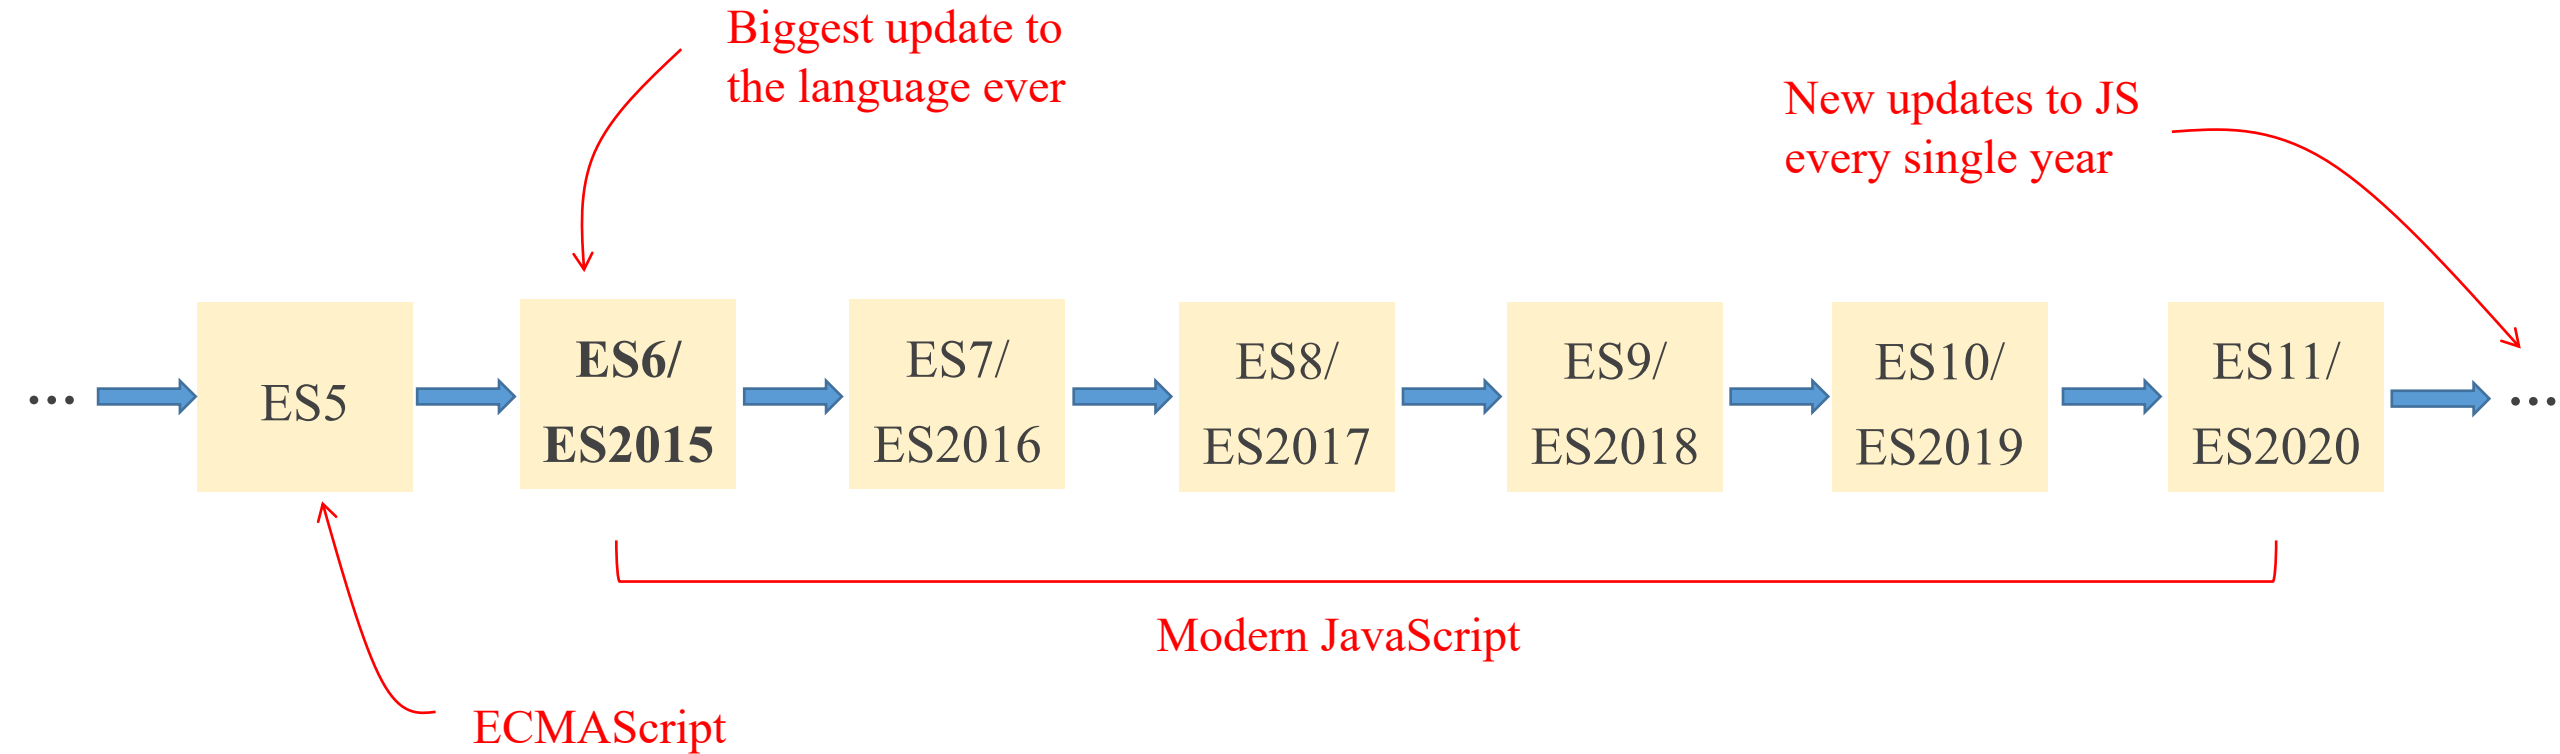 Biggest update to
the language ever
New updates to JS
every single year
...
ES5
ES6/
ES2015
ES7/
ES2016
ES8/
ES2017
ES9/
ES2018
ES10/
ES2019
ES11/
ES2020
...
Modern JavaScript
ECMAScript